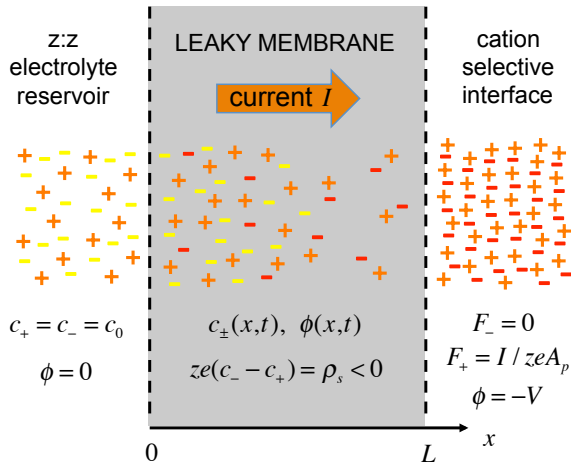 z:z
electrolyte
reservoir
LEAKY MEMBRANE
current I
cation
selective
interface
c₊ = c₋ = c₀
ϕ = 0
c±(x,t), ϕ(x,t)
ze(c₋ − c₊) = ρₛ < 0
F₋ = 0
F₊ = I / zeAₚ
ϕ = −V
0
L
x